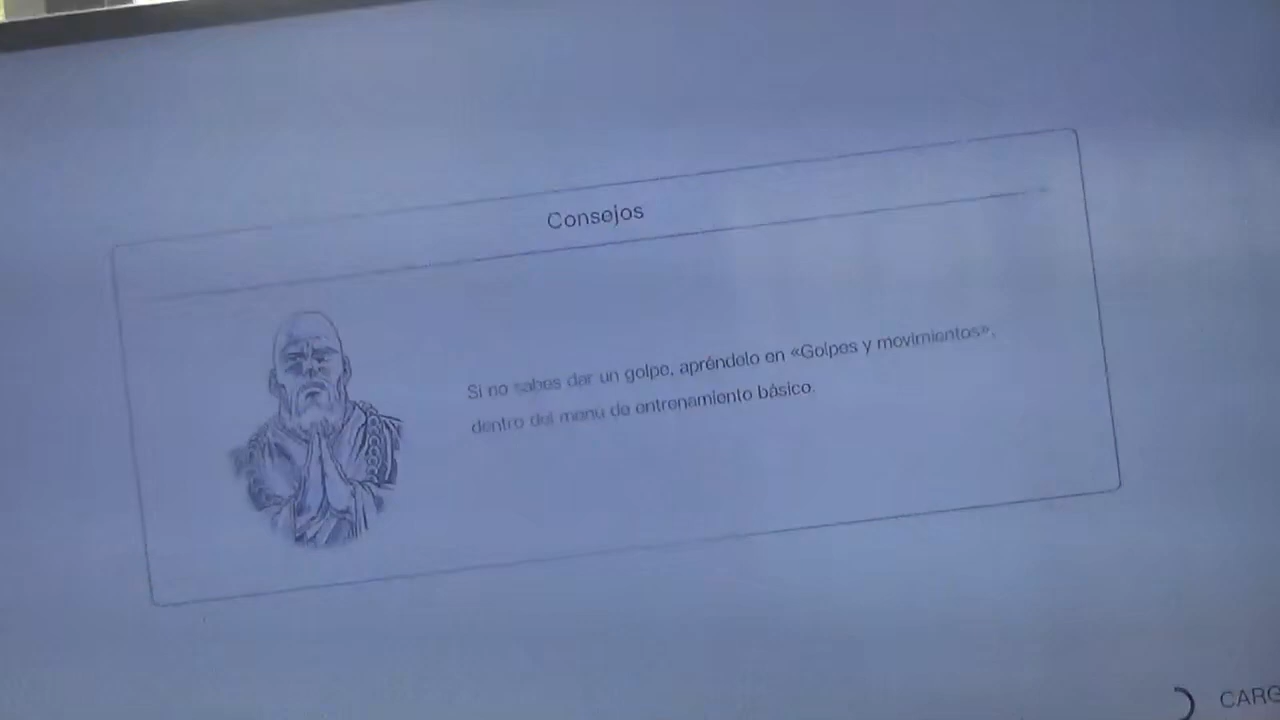 Consejos
Si no sabes dar un golpe, apréndelo en «Golpes y movimientos»,
dentro del menú de entrenamiento básico.
CARG